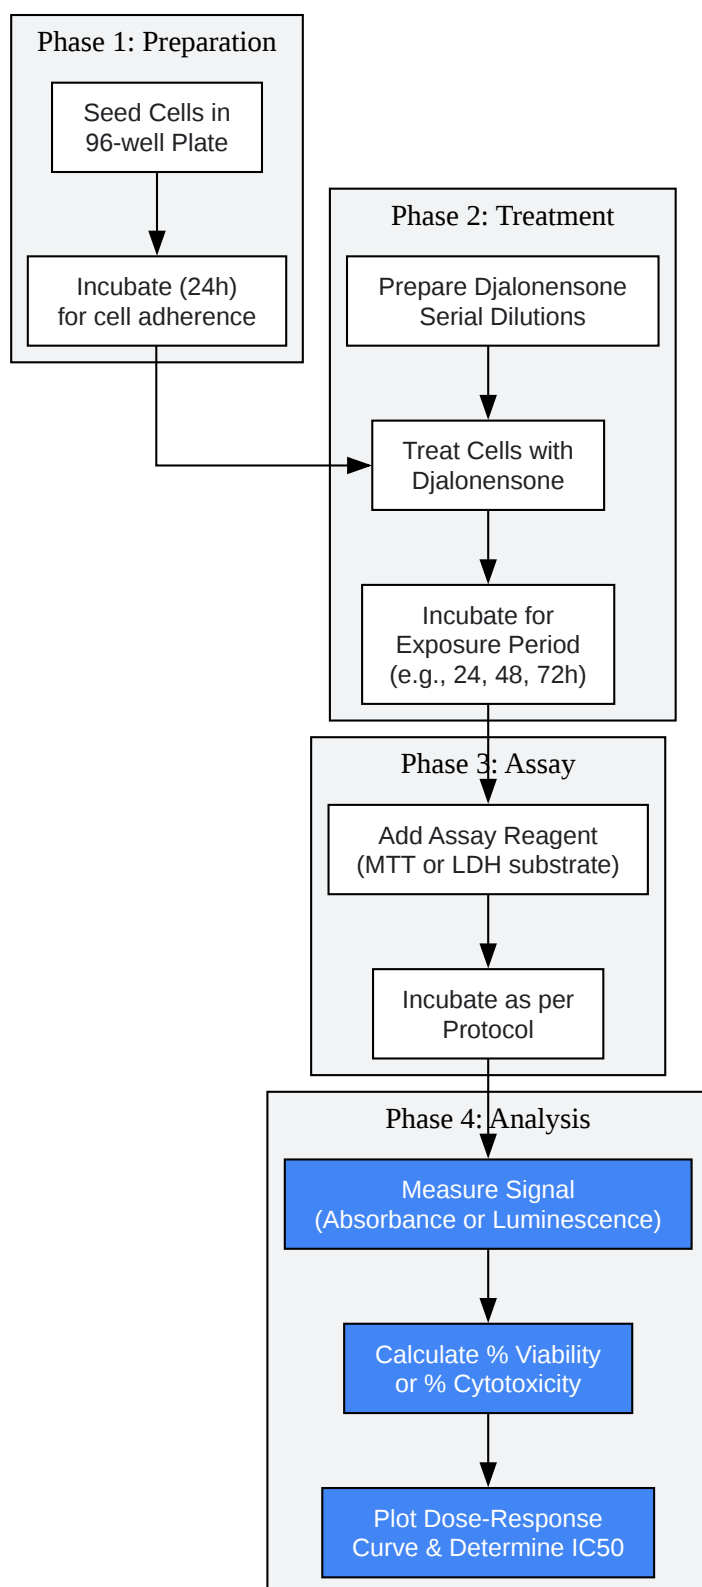 Phase 1: Preparation
Seed Cells in
96-well Plate
Incubate (24h)
for cell adherence
Phase 2: Treatment
Prepare Djalonensone
Serial Dilutions
Treat Cells with
Djalonensone
Incubate for
Exposure Period
(e.g., 24, 48, 72h)
Phase 3: Assay
Add Assay Reagent
(MTT or LDH substrate)
Incubate as per
Protocol
Phase 4: Analysis
Measure Signal
(Absorbance or Luminescence)
Calculate % Viability
or % Cytotoxicity
Plot Dose-Response
Curve & Determine IC50